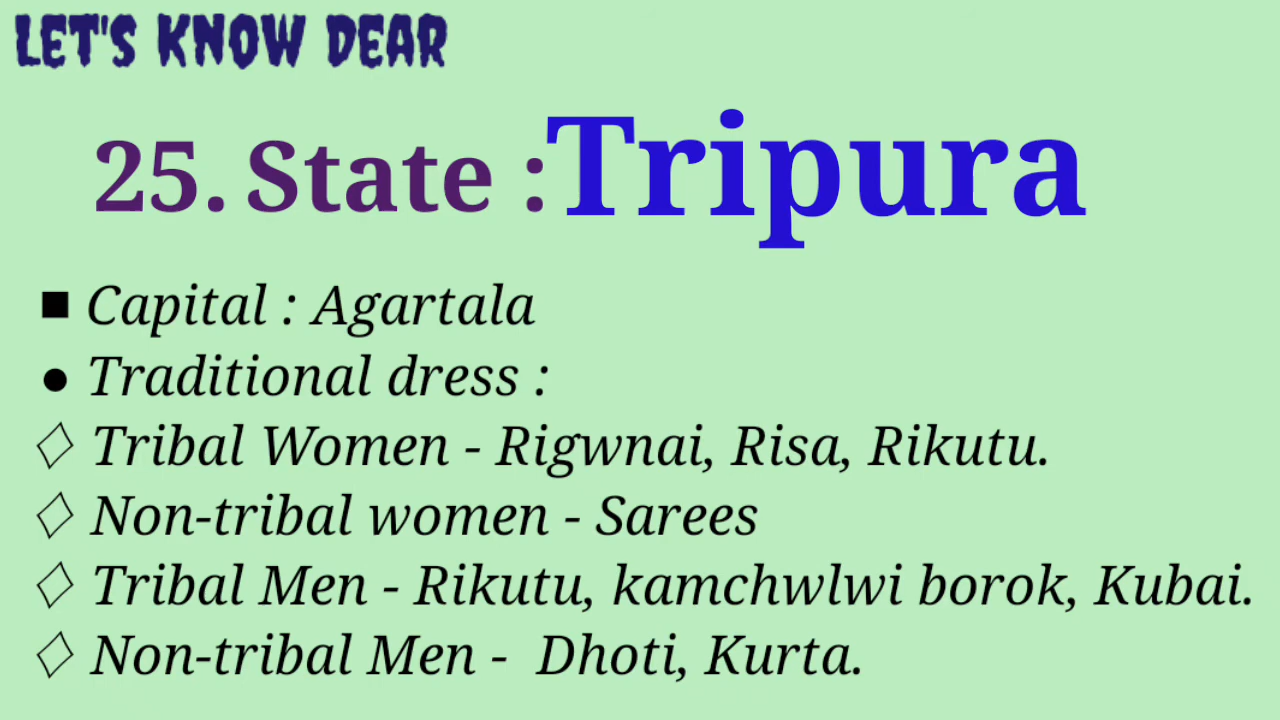 LET'S KNOW DEAR
25. State :Tripura
■ Capital : Agartala
● Traditional dress :
♢ Tribal Women - Rigwnai, Risa, Rikutu.
♢ Non-tribal women - Sarees
♢ Tribal Men - Rikutu, kamchwlwi borok, Kubai.
♢ Non-tribal Men - Dhoti, Kurta.